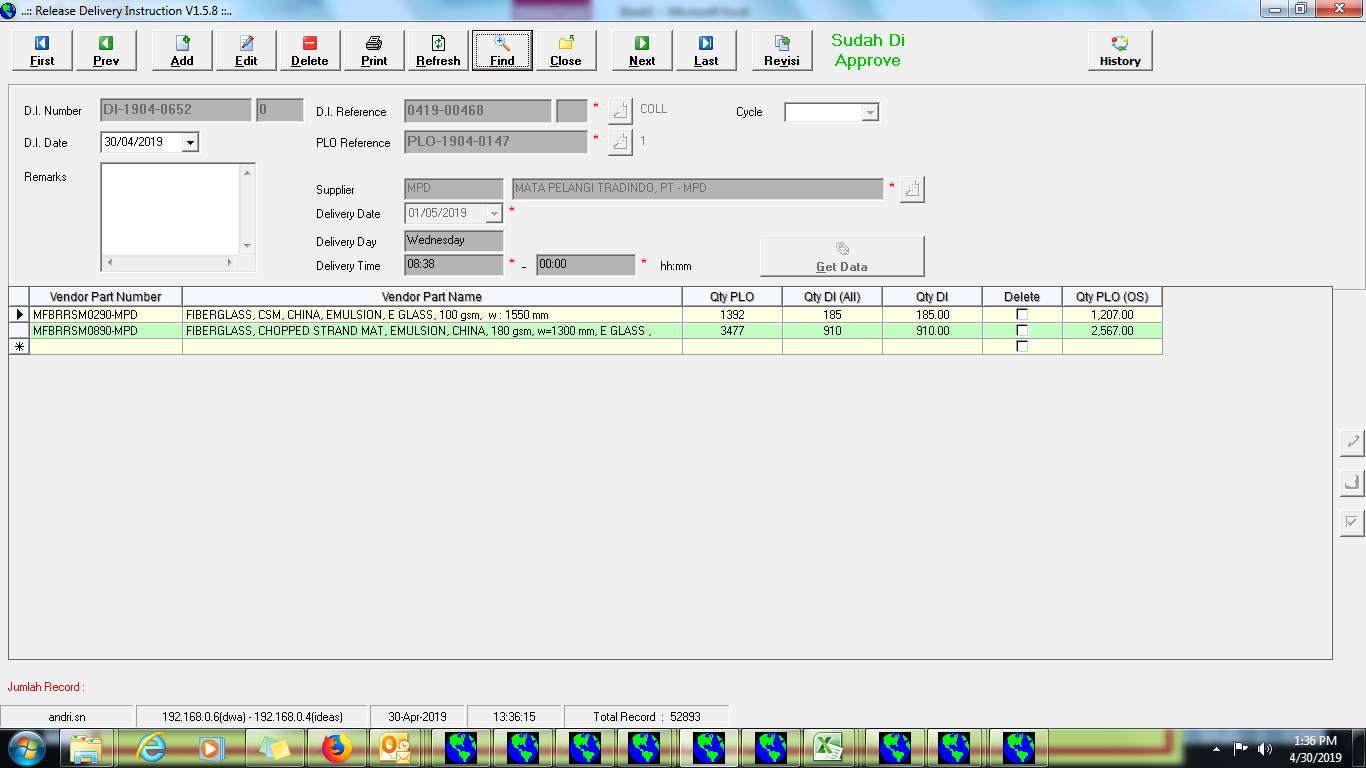 ..:: Release Delivery Instruction V1.5.8 ::..
First Prev Add Edit Delete Print Refresh Find Close Next Last Revisi
Sudah Di
Approve
History
D.I. Number DI-1904-0652 0 D.I. Reference 0419-00468 * COLL Cycle
D.I. Date 30/04/2019 PLO Reference PLO-1904-0147 * 1
Remarks
Supplier MPD MATA PELANGI TRADINDO, PT - MPD *
Delivery Date 01/05/2019 *
Delivery Day Wednesday
Delivery Time 08:38 * - 00:00 * hh:mm
Get Data
Vendor Part Number Vendor Part Name Qty PLO Qty DI (All) Qty DI Delete Qty PLO (OS)
MFBRRSM0290-MPD FIBERGLASS, CSM, CHINA, EMULSION, E GLASS, 100 gsm, w : 1550 mm 1392 185 185.00 1,207.00
MFBRRSM0890-MPD FIBERGLASS, CHOPPED STRAND MAT, EMULSION, CHINA, 180 gsm, w=1300 mm, E GLASS , 3477 910 910.00 2,567.00
Jumlah Record :
andri.sn 192.168.0.6(dwa) - 192.168.0.4(ideas) 30-Apr-2019 13:36:15 Total Record : 52893
1:36 PM
4/30/2019